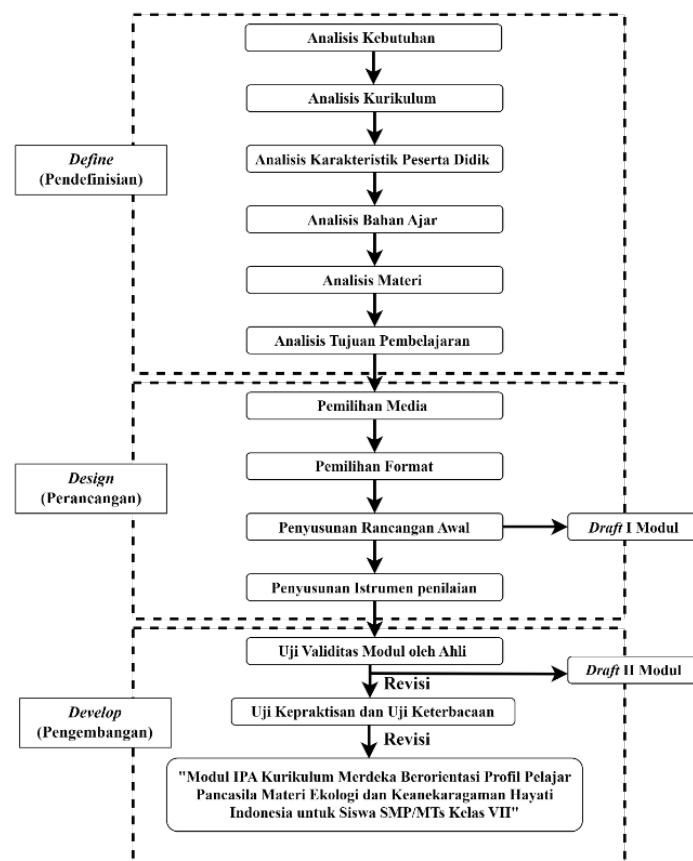 Analisis Kebutuhan
Analisis Kurikulum
Define
(Pendefinisian)
Analisis Karakteristik Peserta Didik
Analisis Bahan Ajar
Analisis Materi
Analisis Tujuan Pembelajaran
Pemilihan Media
Design
(Perancangan)
Pemilihan Format
Penyusunan Rancangan Awal
Draft I Modul
Penyusunan Istrumen penilaian
Uji Validitas Modul oleh Ahli
Draft II Modul
Revisi
Develop
(Pengembangan)
Uji Kepraktisan dan Uji Keterbacaan
Revisi
"Modul IPA Kurikulum Merdeka Berorientasi Profil Pelajar
Pancasila Materi Ekologi dan Keanekaragaman Hayati
Indonesia untuk Siswa SMP/MTs Kelas VII"